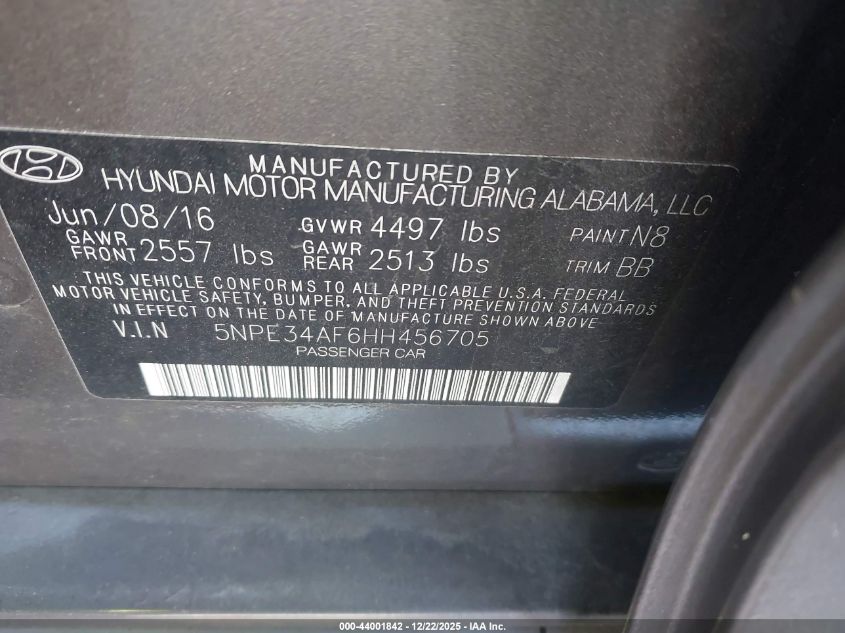 MANUFACTURED BY
HYUNDAI MOTOR MANUFACTURING ALABAMA, LLC
Jun/08/16 GVWR 4497 lbs PAINT N8
GAWR FRONT 2557 lbs GAWR REAR 2513 lbs TRIM BB
THIS VEHICLE CONFORMS TO ALL APPLICABLE U.S.A. FEDERAL
MOTOR VEHICLE SAFETY, BUMPER, AND THEFT PREVENTION STANDARDS
IN EFFECT ON THE DATE OF MANUFACTURE SHOWN ABOVE
V.I.N 5NPE34AF6HH456705
PASSENGER CAR
000-44001842 - 12/22/2025 - IAA Inc.